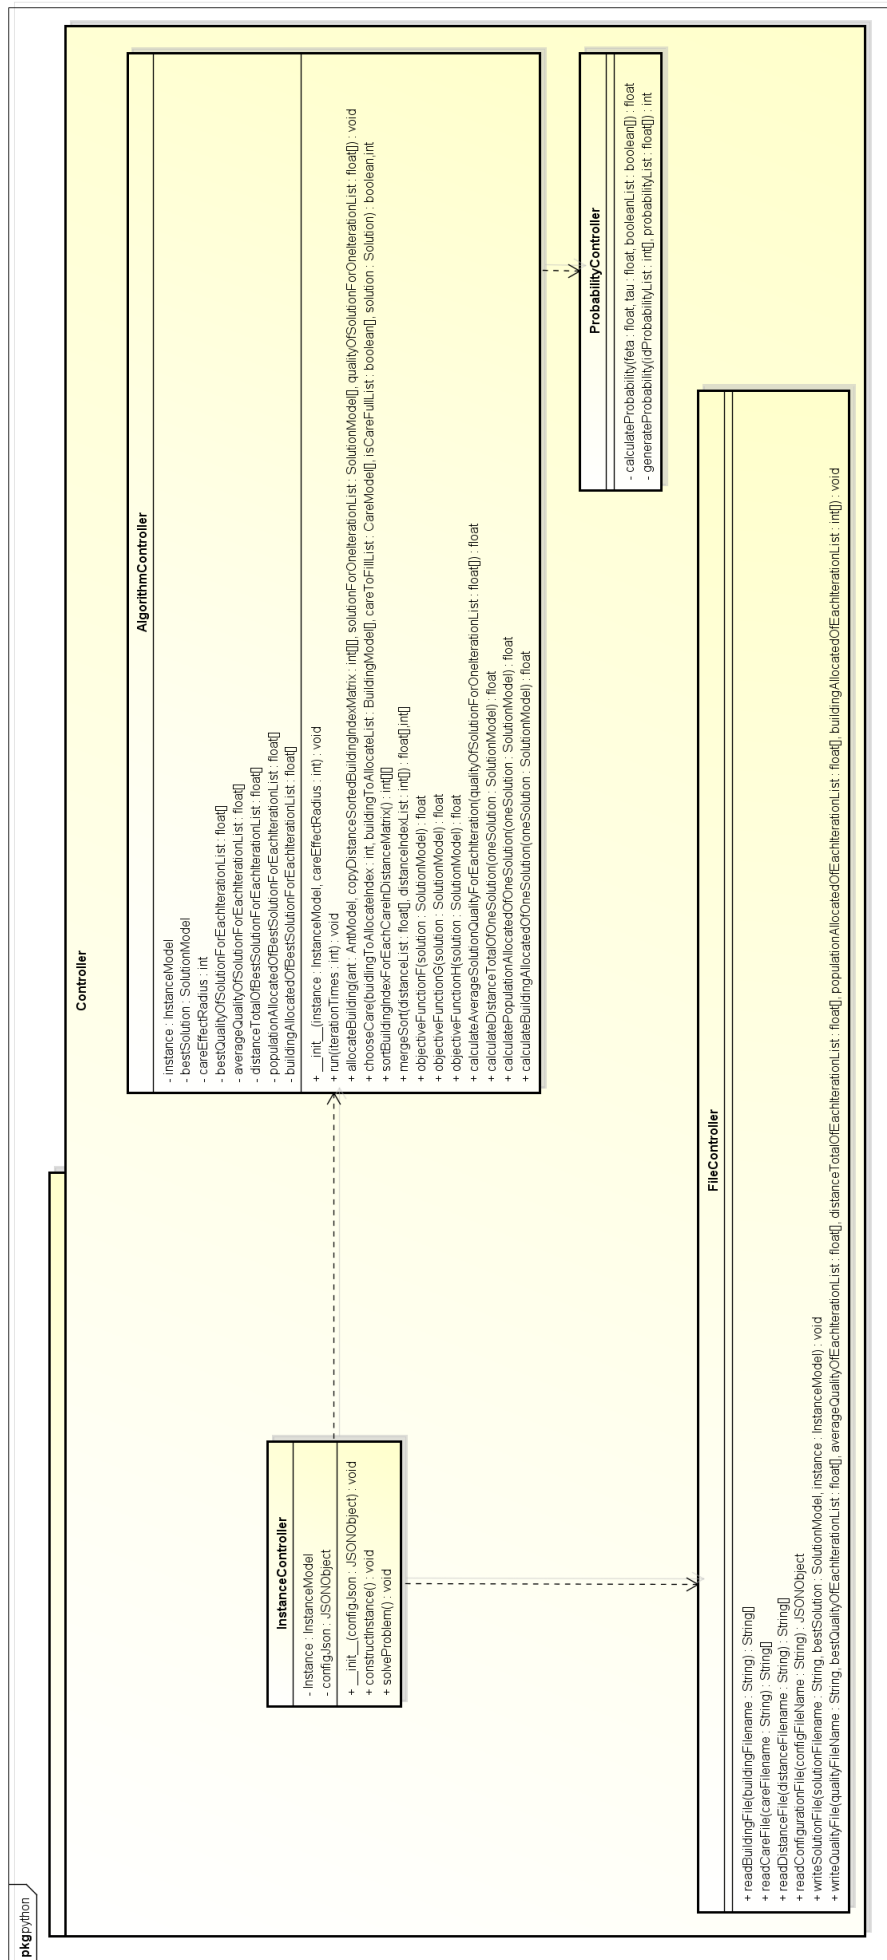 pkg python
Controller
InstanceController
- Instance : InstanceModel
- configJson : JSONObject
+ __init__(configJson : JSONObject) : void
+ constructInstance() : void
+ solveProblem() : void
AlgorithmController
- instance : InstanceModel
- bestSolution : SolutionModel
- careEffectRadius : int
- bestQualityOfSolutionForEachIterationList : float[]
- averageQualityOfSolutionForEachIterationList : float[]
- distanceTotalOfBestSolutionForEachIterationList : float[]
- populationAllocatedOfBestSolutionForEachIterationList : float[]
- buildingAllocatedOfBestSolutionForEachIterationList : float[]
+ __init__(instance : InstanceModel, careEffectRadius : int) : void
+ run(iterationTimes : int) : void
+ allocateBuilding(ant : AntModel, copyDistanceSortedBuildingIndexMatrix : int[][], solutionForOneIterationList : SolutionModel[], qualityOfSolutionForOneIterationList : float[]) : void
+ chooseCare(buidlingToAllocateIndex : int, buildingToAllocateList : BuildingModel[], careToFillList : CareModel[], isCareFullList : boolean[], solution : Solution) : boolean,int
+ sortBuildingIndexForEachCareInDistanceMatrix() : int[][]
+ mergeSort(distanceList : float[], distanceIndexList : int[]) : float[],int[]
+ objectiveFunctionF(solution : SolutionModel) : float
+ objectiveFunctionG(solution : SolutionModel) : float
+ objectiveFunctionH(solution : SolutionModel) : float
+ calculateAverageSolutionQualityForEachIteration(qualityOfSolutionForOneIterationList : float[]) : float
+ calculateDistanceTotalOfOneSolution(oneSolution : SolutionModel) : float
+ calculatePopulationAllocatedOfOneSolution(oneSolution : SolutionModel) : float
+ calculateBuildingAllocatedOfOneSolution(oneSolution : SolutionModel) : float
ProbabilityController
- calculateProbability(feta : float, tau : float, booleanList : boolean[]) : float
- generateProbability(idProbabilityList : int[], probabilityList : float[]) : int
FileController
+ readBuildingFile(buildingFilename : String) : String[]
+ readCareFile(careFilename : String) : String[]
+ readDistanceFile(distanceFilename : String) : String[]
+ readConfigurationFile(configFileName : String) : JSONObject
+ writeSolutionFile(solutionFilename : String, bestSolution : SolutionModel, instance : InstanceModel) : void
+ writeQualityFile(qualityFileName : String, bestQualityOfEachIterationList : float[], averageQualityOfEachIterationList : float[], distanceTotalOfEachIterationList : float[], populationAllocatedOfEachIterationList : float[], buildingAllocatedOfEachIterationList : int[]) : void